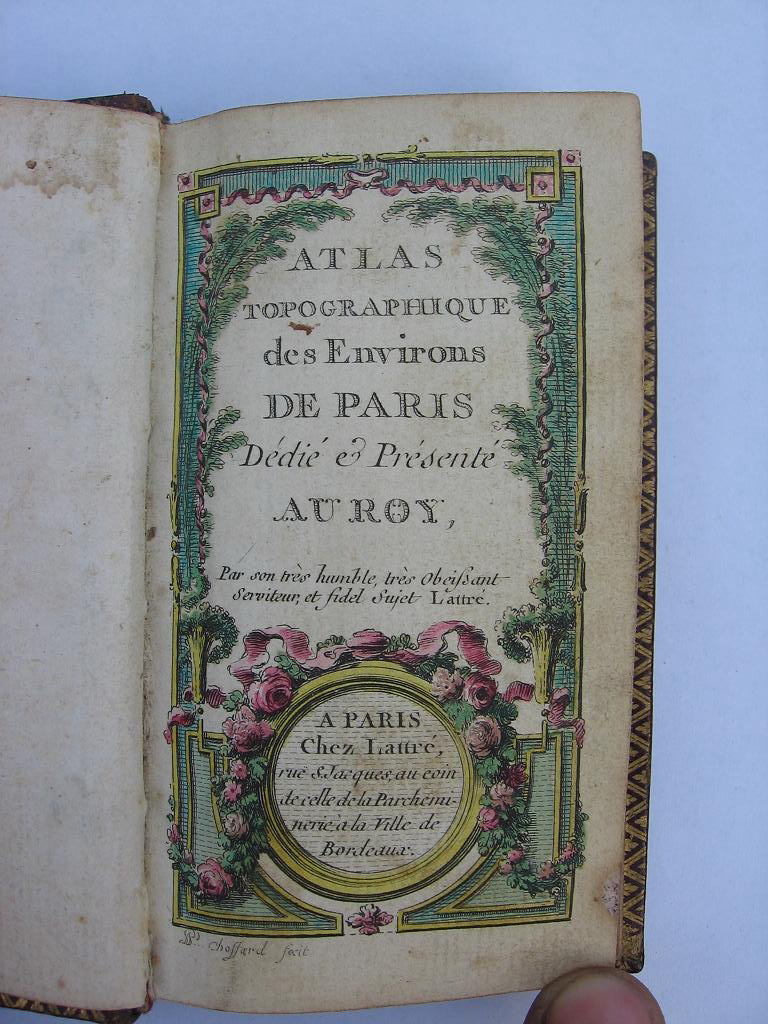 ATLAS
TOPOGRAPHIQUE
des Environs
DE PARIS
Dédié & Présenté
AU ROY,
Par son très humble, très Obeiſsant
Serviteur, et fidel Sujet Lattré.
A PARIS
Chez Lattré,
rue S. Jacques, au coin
de celle de la Parchemi-
nerie, a la Ville de
Bordeaux.
Choffard fecit